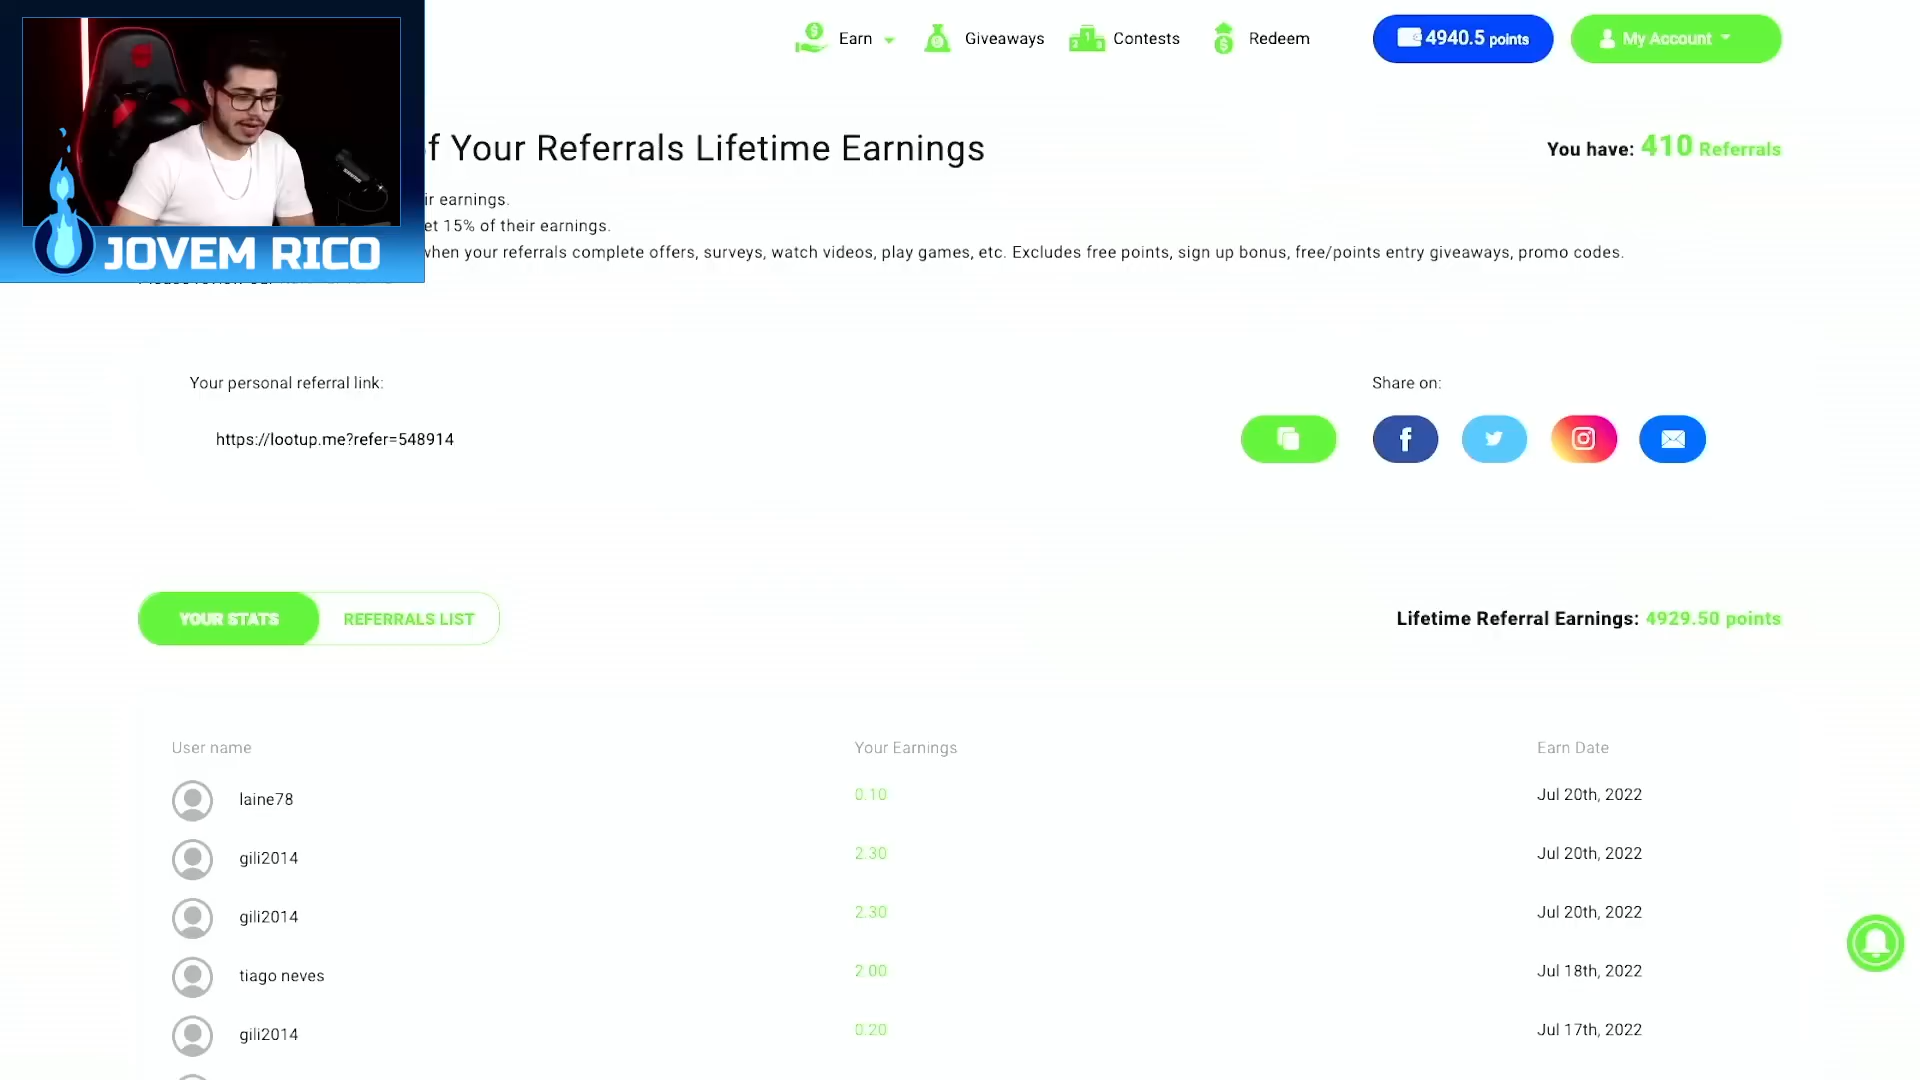 Earn
Giveaways
Contests
Redeem
4940.5 points
My Account
f Your Referrals Lifetime Earnings
You have: 410 Referrals
ir earnings.
et 15% of their earnings.
when your referrals complete offers, surveys, watch videos, play games, etc. Excludes free points, sign up bonus, free/points entry giveaways, promo codes.
JOVEM RICO
Your personal referral link:
Share on:
https://lootup.me?refer=548914
YOUR STATS
REFERRALS LIST
Lifetime Referral Earnings: 4929.50 points
User name
Your Earnings
Earn Date
laine78
0.10
Jul 20th, 2022
gili2014
2.30
Jul 20th, 2022
gili2014
2.30
Jul 20th, 2022
tiago neves
2.00
Jul 18th, 2022
gili2014
0.20
Jul 17th, 2022